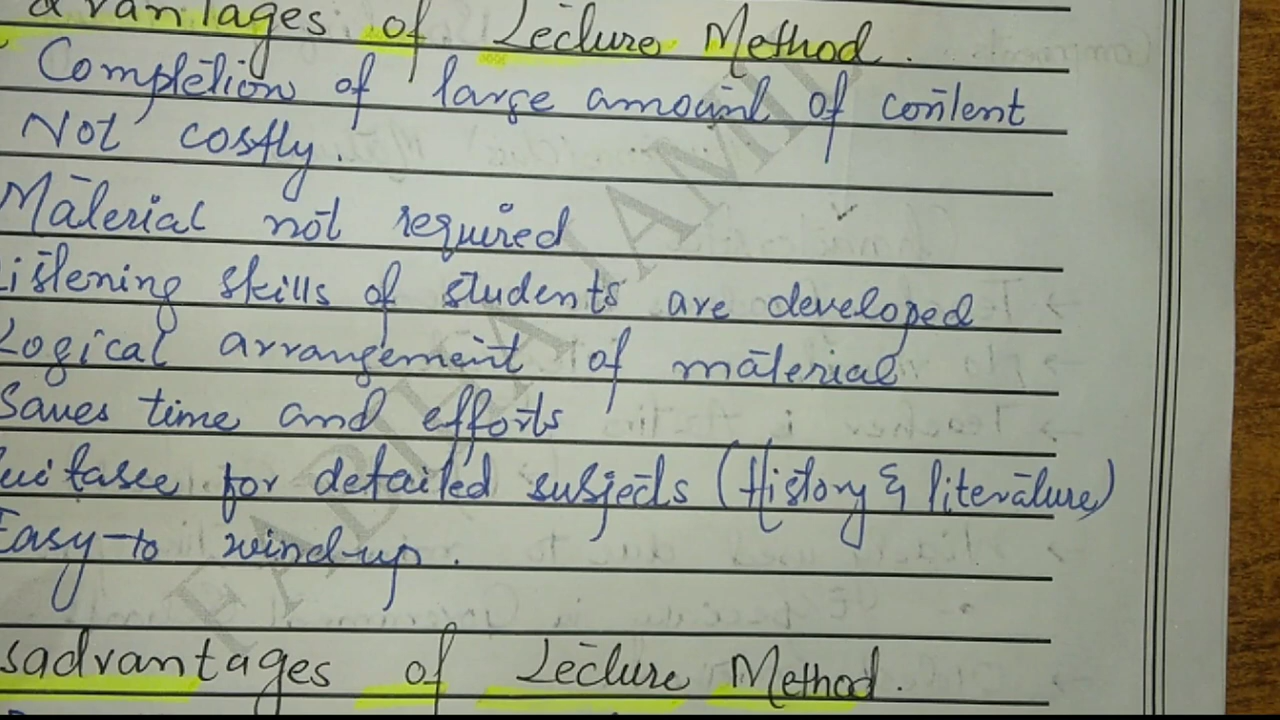 advantages of Lecture Method.
Completion of large amount of content
Not costly.
Material not required
Listening skills of students are developed
Logical arrangement of material
Saves time and efforts
Suitable for detailed subjects (History & literature)
Easy to wind-up.
sadvantages of Lecture Method.